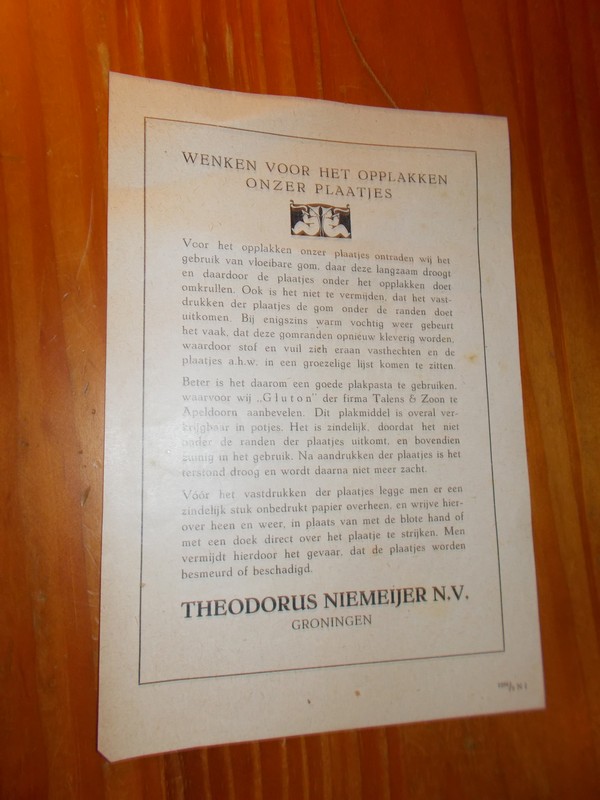 WENKEN VOOR HET OPPLAKKEN
ONZER PLAATJES
Voor het opplakken onzer plaatjes ontraden wij het
gebruik van vloeibare gom, daar deze langzaam droogt
en daardoor de plaatjes onder het opplakken doet
omkrullen. Ook is het niet te vermijden, dat het vast-
drukken der plaatjes de gom onder de randen doet
uitkomen. Bij enigszins warm vochtig weer gebeurt
het vaak, dat deze gomranden opnieuw kleverig worden,
waardoor stof en vuil zich eraan vasthechten en de
plaatjes a.h.w. in een groezelige lijst komen te zitten.
Beter is het daarom een goede plakpasta te gebruiken,
waarvoor wij „Gluton" der firma Talens & Zoon te
Apeldoorn aanbevelen. Dit plakmiddel is overal ver-
krijgbaar in potjes. Het is zindelijk, doordat het niet
onder de randen der plaatjes uitkomt, en bovendien
zuinig in het gebruik. Na aandrukken der plaatjes is het
terstond droog en wordt daarna niet meer zacht.
Vóór het vastdrukken der plaatjes legge men er een
zindelijk stuk onbedrukt papier overheen, en wrijve hier-
over heen en weer, in plaats van met de blote hand of
met een doek direct over het plaatje te strijken. Men
vermijdt hierdoor het gevaar, dat de plaatjes worden
besmeurd of beschadigd.
THEODORUS NIEMEIJER N.V.
GRONINGEN